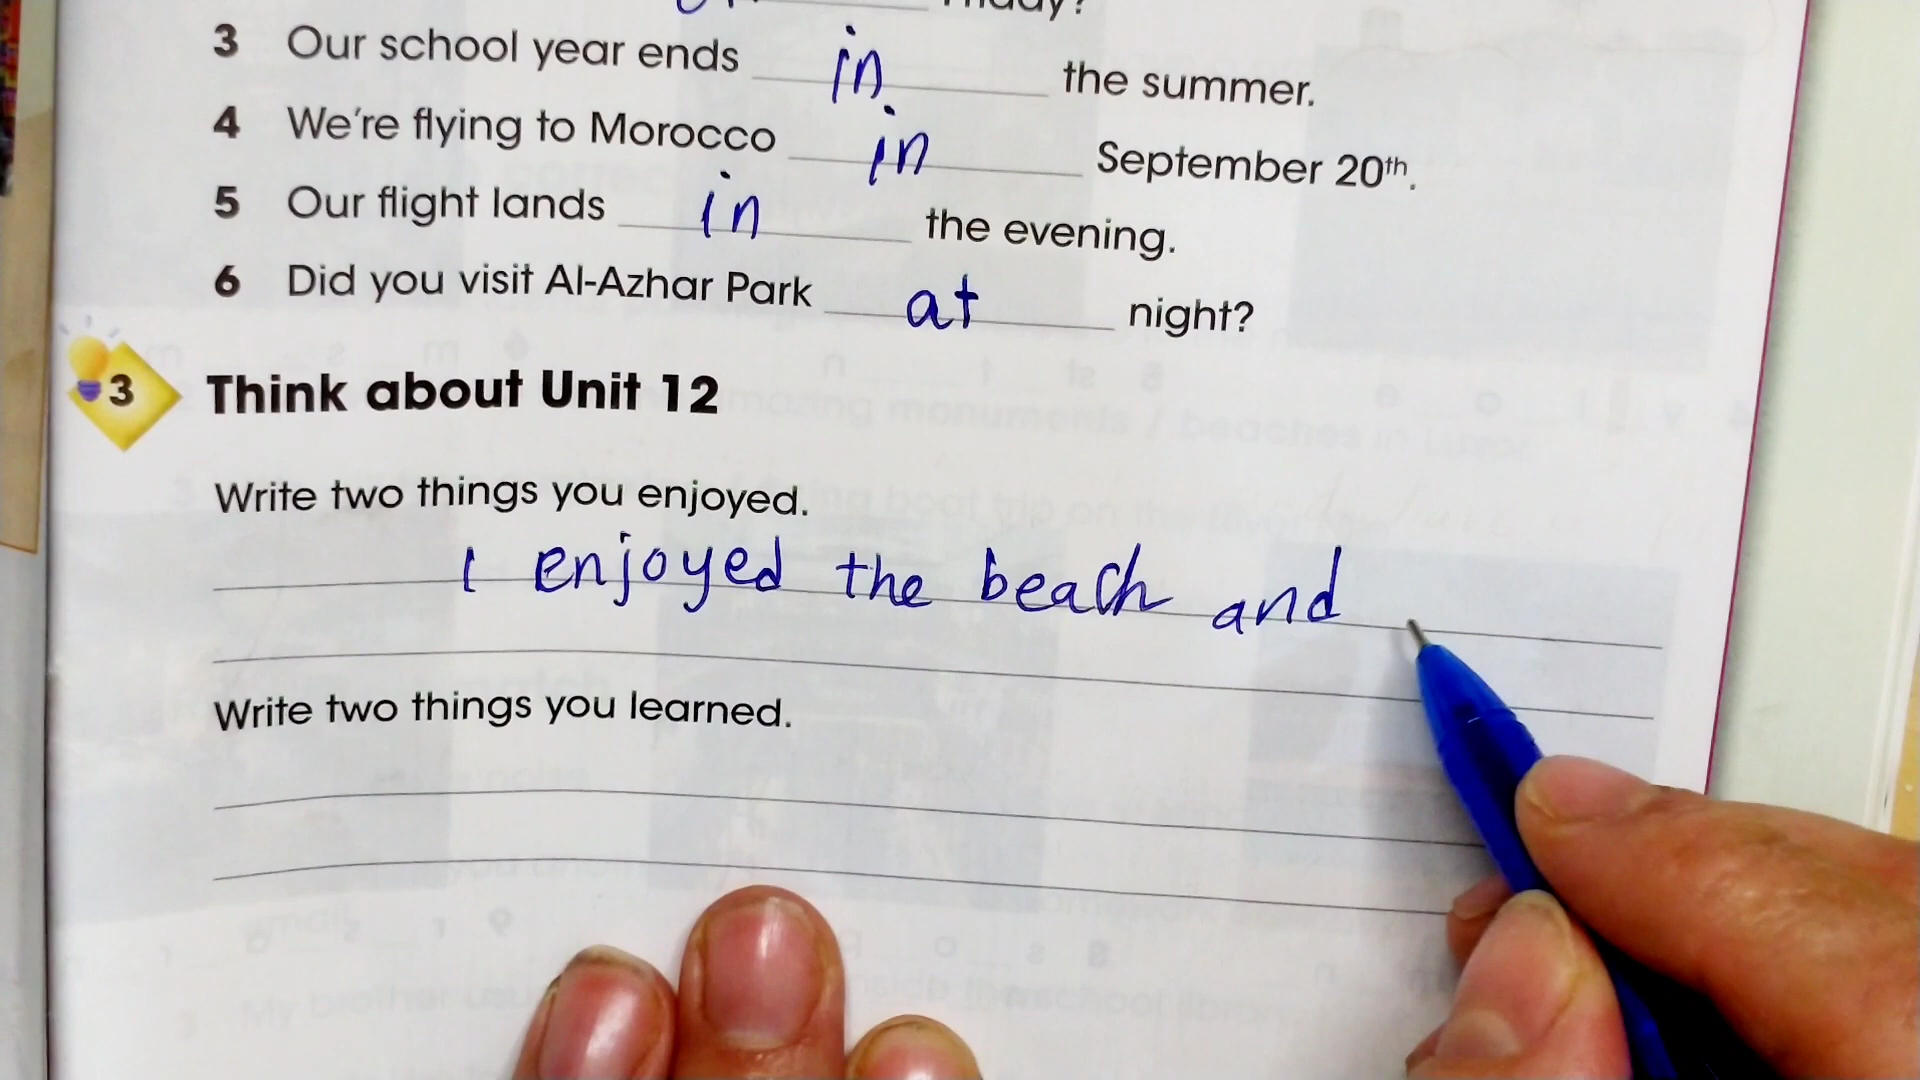 3 Our school year ends in the summer.
4 We're flying to Morocco in September 20th.
5 Our flight lands in the evening.
6 Did you visit Al-Azhar Park at night?
3 Think about Unit 12
Write two things you enjoyed.
I enjoyed the beach and
Write two things you learned.